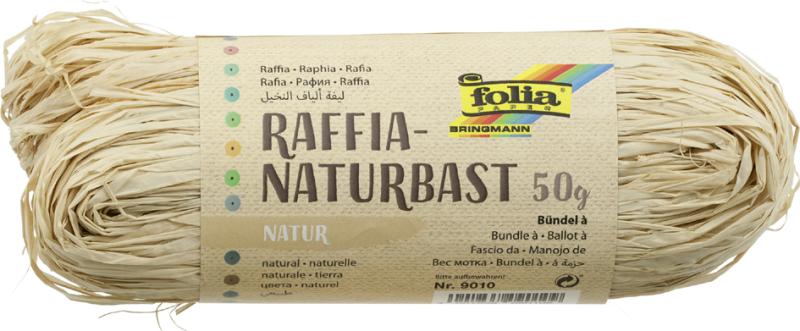 Raffia • Raphia • Rafia
Rafia • Рафия • Raffia
ليفة ألياف النخيل
folia
PAPER
BRINGMANN
RAFFIA-
NATURBAST 50g
NATUR
Bündel à
Bundle à • Ballot à
Fascio da • Manojo de
Вес мотка • Bundel à • à حزمة
natural • naturelle
naturale • tierra
цвета • naturel
طبيعي
Bitte aufbewahren!
Nr. 9010